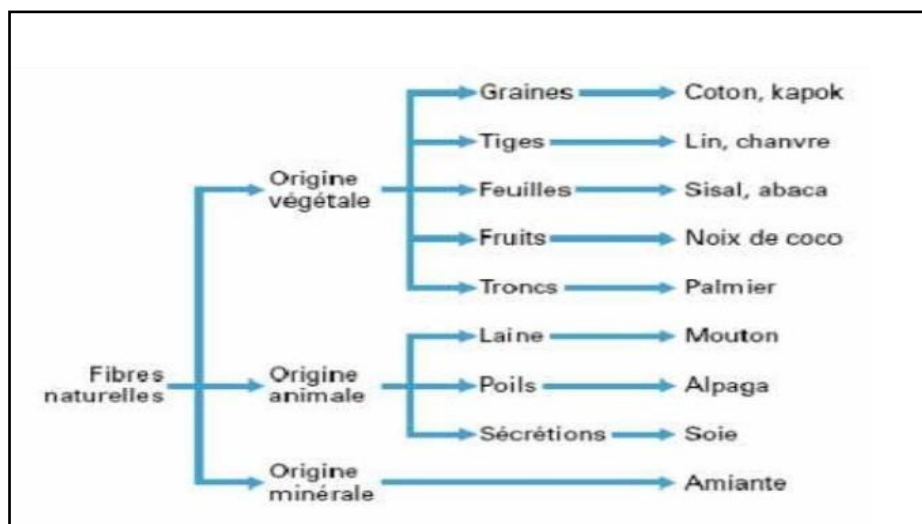 Graines Coton, kapok
Tiges Lin, chanvre
Origine
végétale
Feuilles Sisal, abaca
Fruits Noix de coco
Troncs Palmier
Laine Mouton
Fibres
naturelles
Origine
animale
Poils Alpaga
Sécrétions Soie
Origine
minérale
Amiante